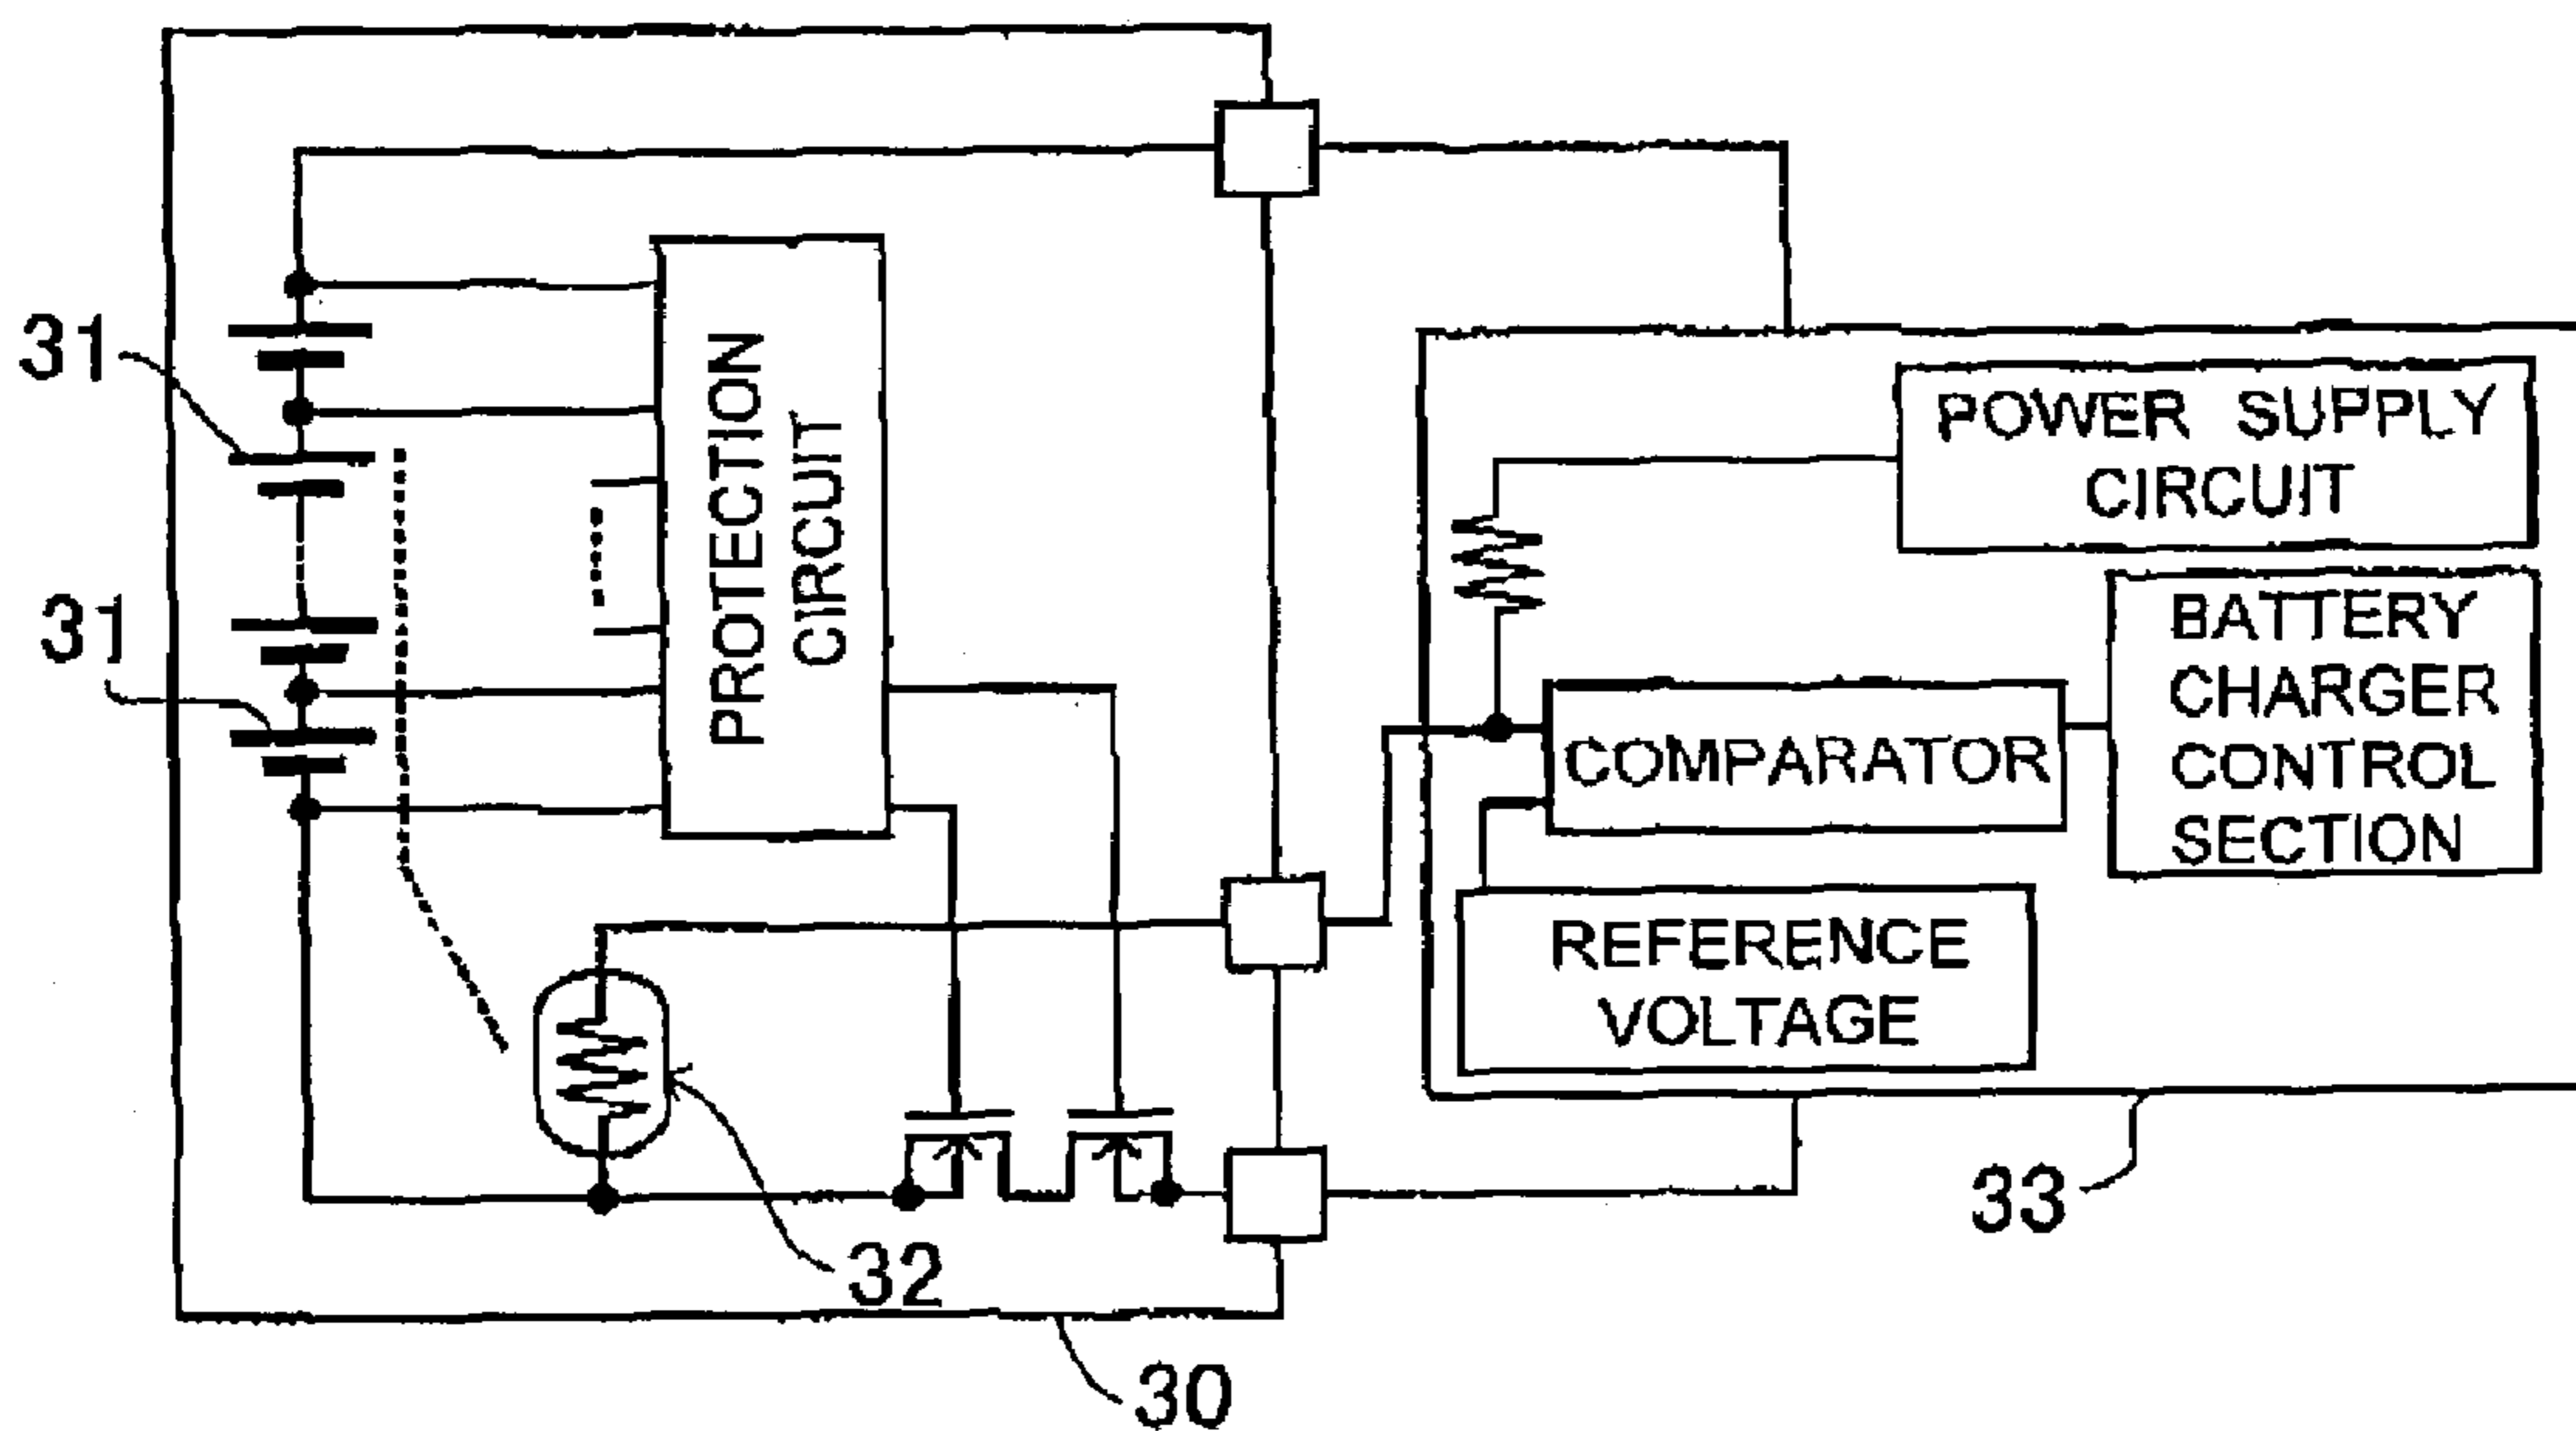 31
31
PROTECTION
CIRCUIT
POWER SUPPLY
CIRCUIT
BATTERY
CHARGER
CONTROL
SECTION
COMPARATOR
REFERENCE
VOLTAGE
32
33
30